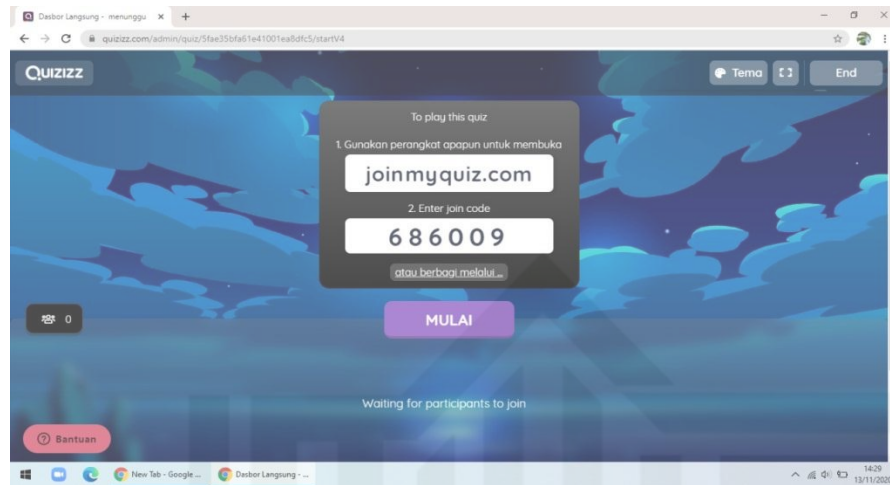 Dasbor Langsung - menunggu
quizizz.com/admin/quiz/5fae35bfa61e41001ea8dfc5/startV4
QUIZIZZ
Tema
End
To play this quiz
1. Gunakan perangkat apapun untuk membuka
joinmyquiz.com
2. Enter join code
686009
atau berbagi melalui ...
0
MULAI
Waiting for participants to join
Bantuan
New Tab - Google ...
Dasbor Langsung - ...
14:29
13/11/2020